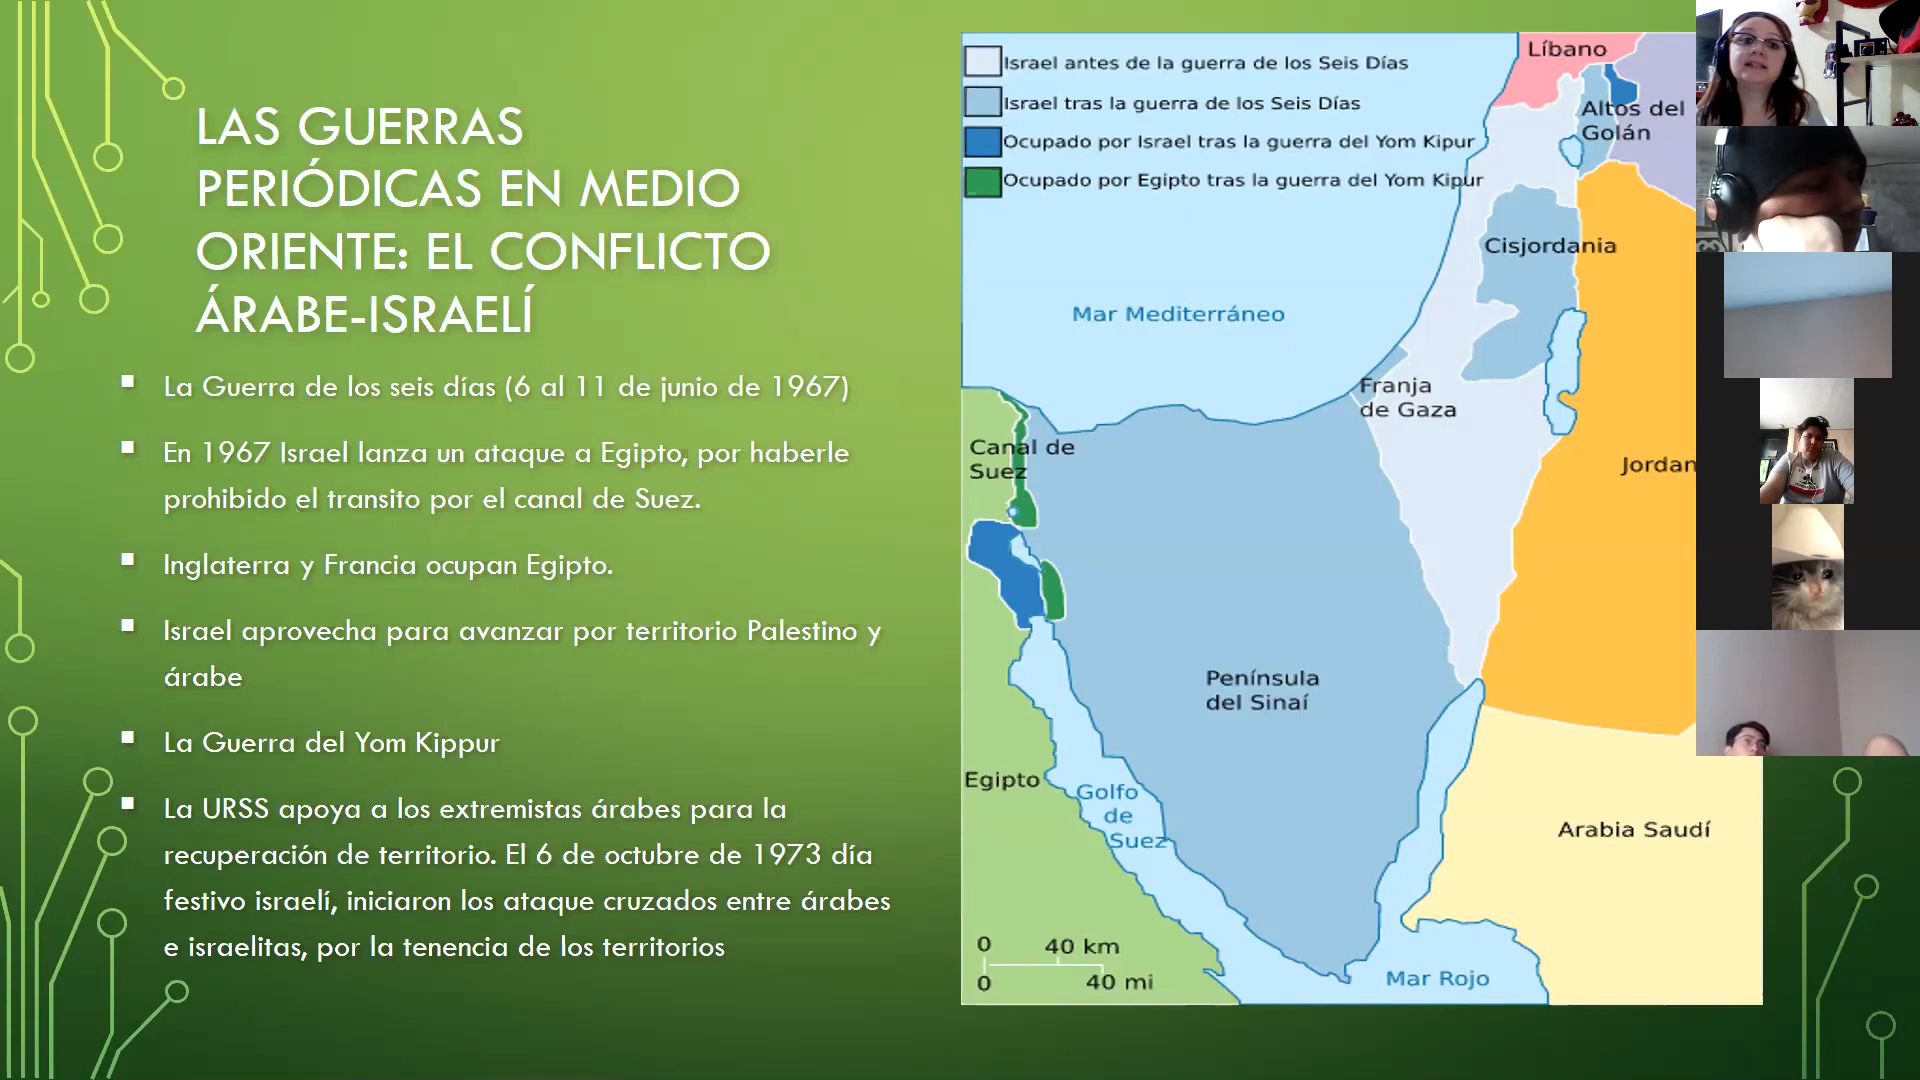 LAS GUERRAS
PERIÓDICAS EN MEDIO
ORIENTE: EL CONFLICTO
ÁRABE-ISRAELÍ
La Guerra de los seis días (6 al 11 de junio de 1967)
En 1967 Israel lanza un ataque a Egipto, por haberle
prohibido el transito por el canal de Suez.
Inglaterra y Francia ocupan Egipto.
Israel aprovecha para avanzar por territorio Palestino y
árabe
La Guerra del Yom Kippur
La URSS apoya a los extremistas árabes para la
recuperación de territorio. El 6 de octubre de 1973 día
festivo israelí, iniciaron los ataque cruzados entre árabes
e israelitas, por la tenencia de los territorios
Israel antes de la guerra de los Seis Días
Israel tras la guerra de los Seis Días
Ocupado por Israel tras la guerra del Yom Kipur
Ocupado por Egipto tras la guerra del Yom Kipur
Líbano
Altos del
Golán
Cisjordania
Mar Mediterráneo
Franja
de Gaza
Canal de
Suez
Jordan
Península
del Sinaí
Egipto
Golfo
de
Suez
Arabia Saudí
Mar Rojo
0 40 km
0 40 mi